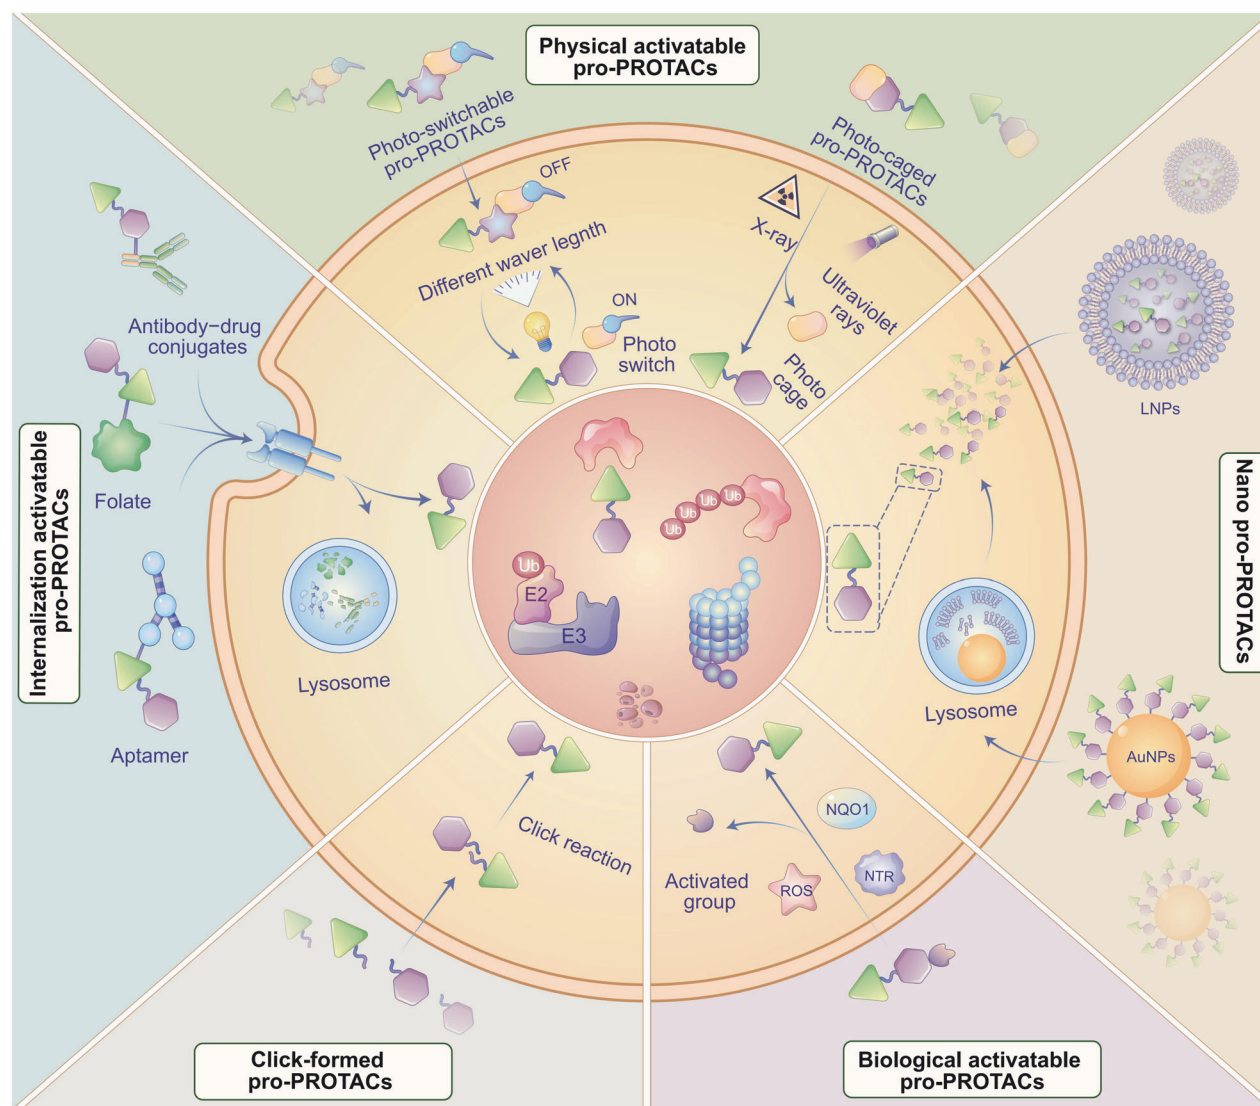 Physical activatable
pro-PROTACs
Photo-switchable
pro-PROTACs
OFF
Different waver legnth
ON
Photo
switch
Photo-caged
pro-PROTACs
X-ray
Ultraviolet
rays
Photo
cage
LNPs
Nano pro-PROTACs
Lysosome
AuNPs
Internalization activatable
pro-PROTACs
Antibody–drug
conjugates
Folate
Aptamer
Lysosome
Ub
Ub
Ub
Ub
Ub
E2
E3
Click reaction
Click-formed
pro-PROTACs
NQO1
NTR
ROS
Activated
group
Biological activatable
pro-PROTACs